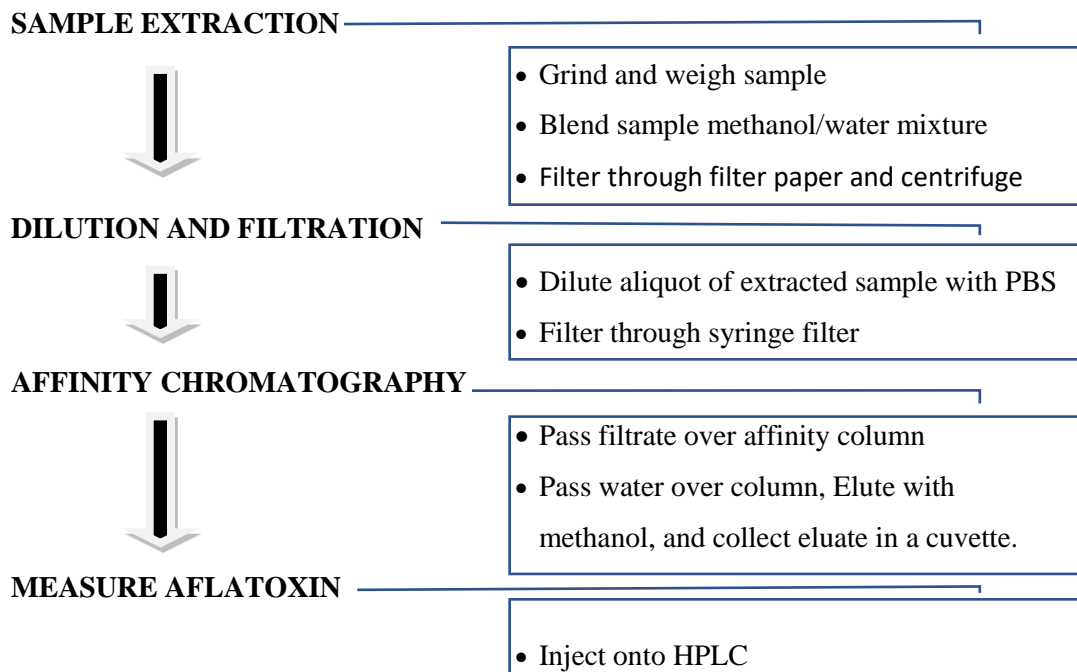 SAMPLE EXTRACTION
• Grind and weigh sample
• Blend sample methanol/water mixture
• Filter through filter paper and centrifuge
DILUTION AND FILTRATION
• Dilute aliquot of extracted sample with PBS
• Filter through syringe filter
AFFINITY CHROMATOGRAPHY
• Pass filtrate over affinity column
• Pass water over column, Elute with
methanol, and collect eluate in a cuvette.
MEASURE AFLATOXIN
• Inject onto HPLC